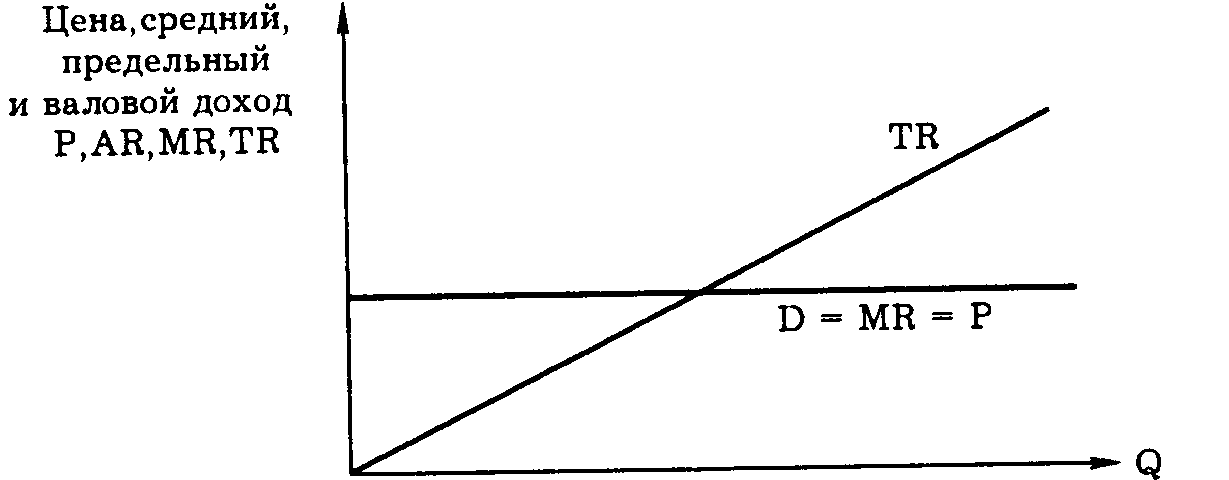 Цена,средний,
предельный
и валовой доход
P,AR,MR,TR
TR
D = MR = P
Q